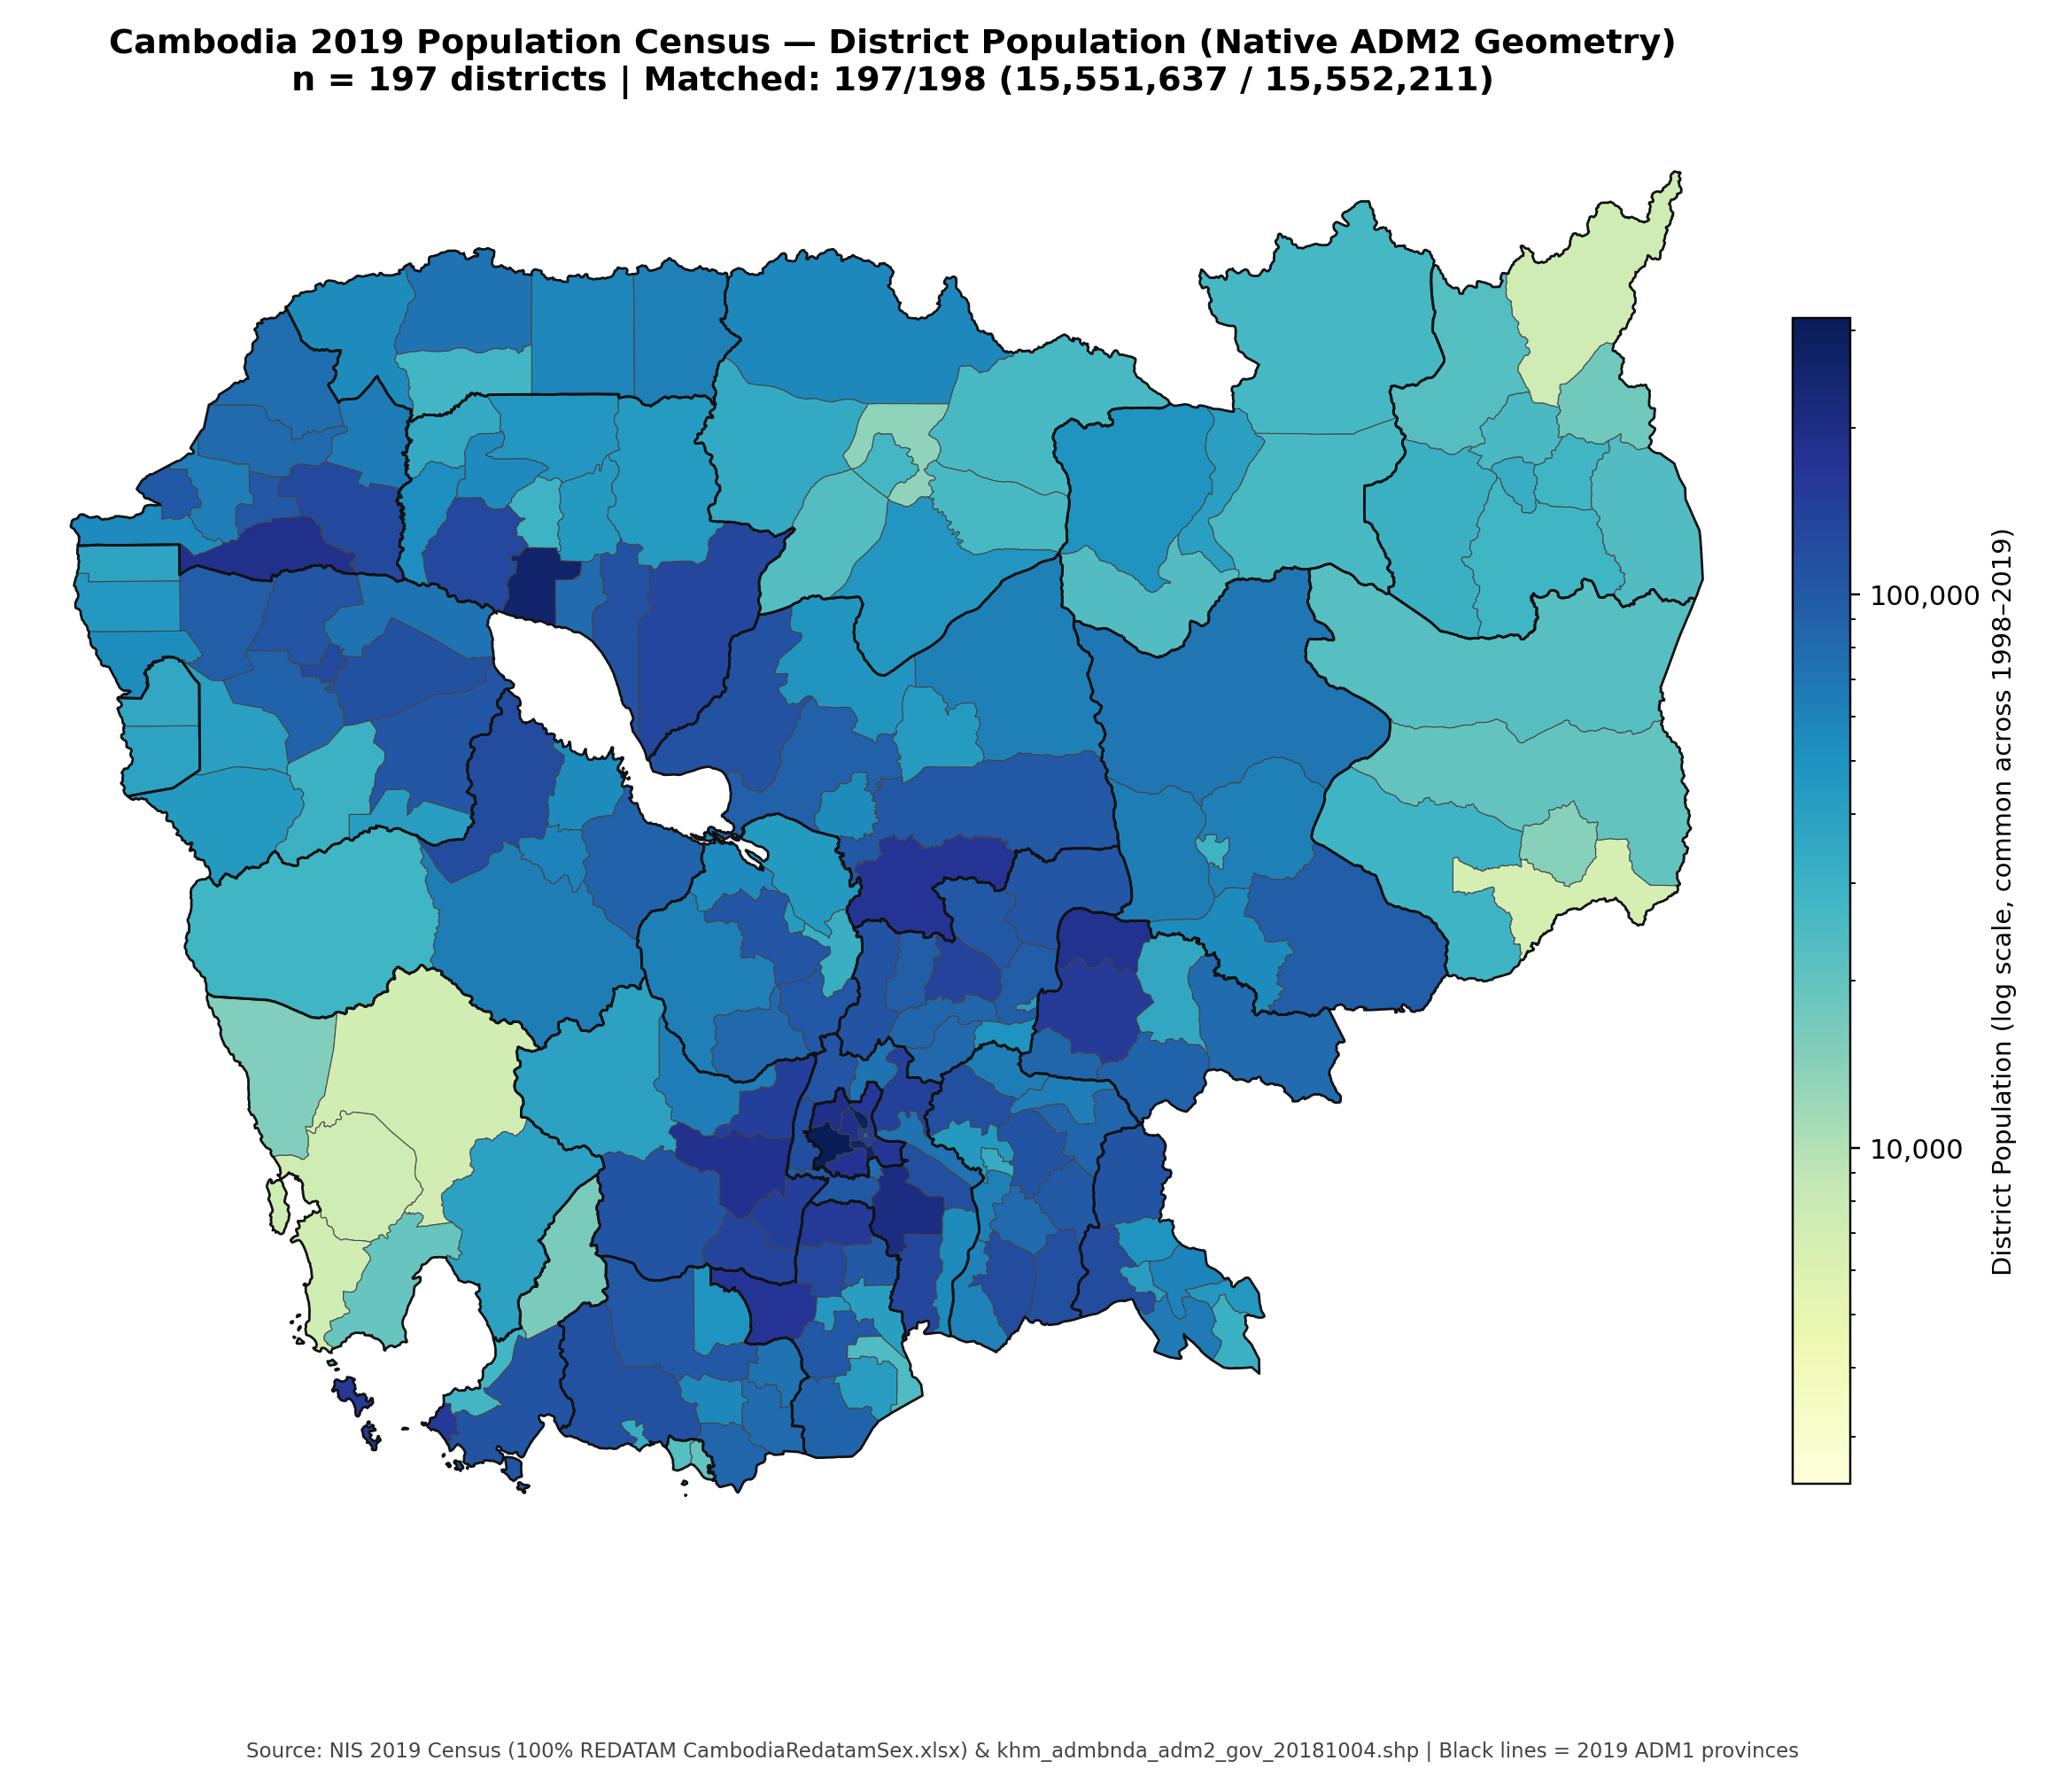 Cambodia 2019 Population Census — District Population (Native ADM2 Geometry)
n = 197 districts | Matched: 197/198 (15,551,637 / 15,552,211)
100,000
10,000
District Population (log scale, common across 1998–2019)
Source: NIS 2019 Census (100% REDATAM CambodiaRedatamSex.xlsx) & khm_admbnda_adm2_gov_20181004.shp | Black lines = 2019 ADM1 provinces